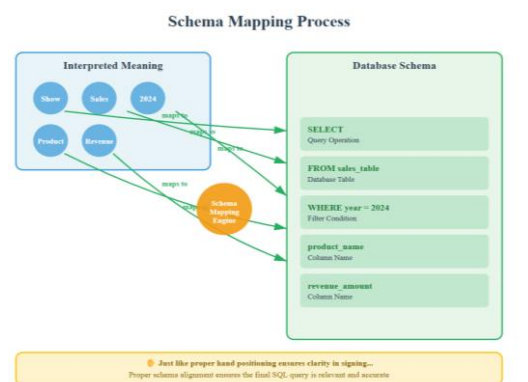 Schema Mapping Process
Interpreted Meaning
Database Schema
Show
Sales
2024
Product
Revenue
maps to
maps to
maps to
maps to
maps to
Schema
Mapping
Engine
SELECT
Query Operation
FROM sales_table
Database Table
WHERE year = 2024
Filter Condition
product_name
Column Name
revenue_amount
Column Name
Just like proper hand positioning ensures clarity in signing...
Proper schema alignment ensures the final SQL query is relevant and accurate